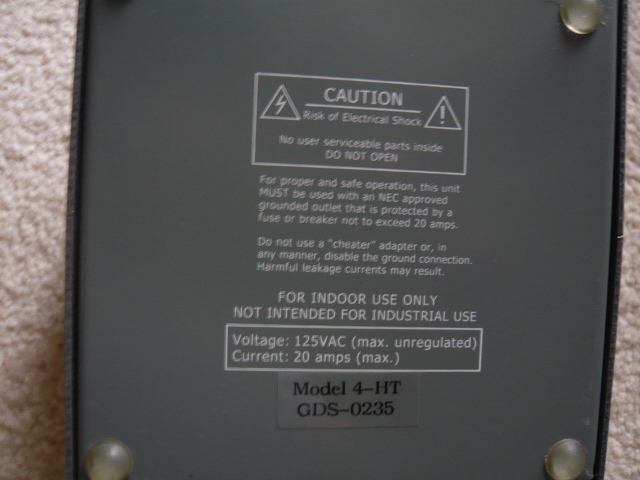 CAUTION
Risk of Electrical Shock
No user serviceable parts inside
DO NOT OPEN
For proper and safe operation, this unit
MUST be used with an NEC approved
grounded outlet that is protected by a
fuse or breaker not to exceed 20 amps.
Do not use a "cheater" adapter or, in
any manner, disable the ground connection.
Harmful leakage currents may result.
FOR INDOOR USE ONLY
NOT INTENDED FOR INDUSTRIAL USE
Voltage: 125VAC (max. unregulated)
Current: 20 amps (max.)
Model 4-HT
GDS-0235